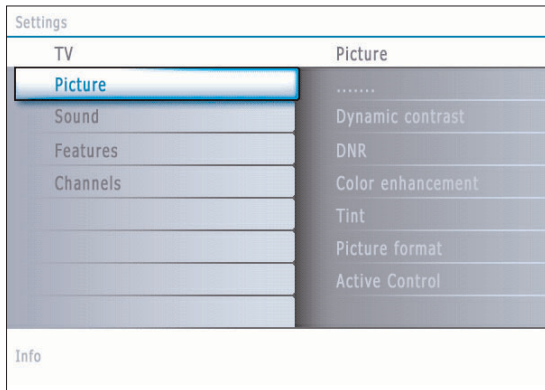 Settings
TV
Picture
Picture
.......
Sound
Dynamic contrast
Features
DNR
Channels
Color enhancement
Tint
Picture format
Active Control
Info